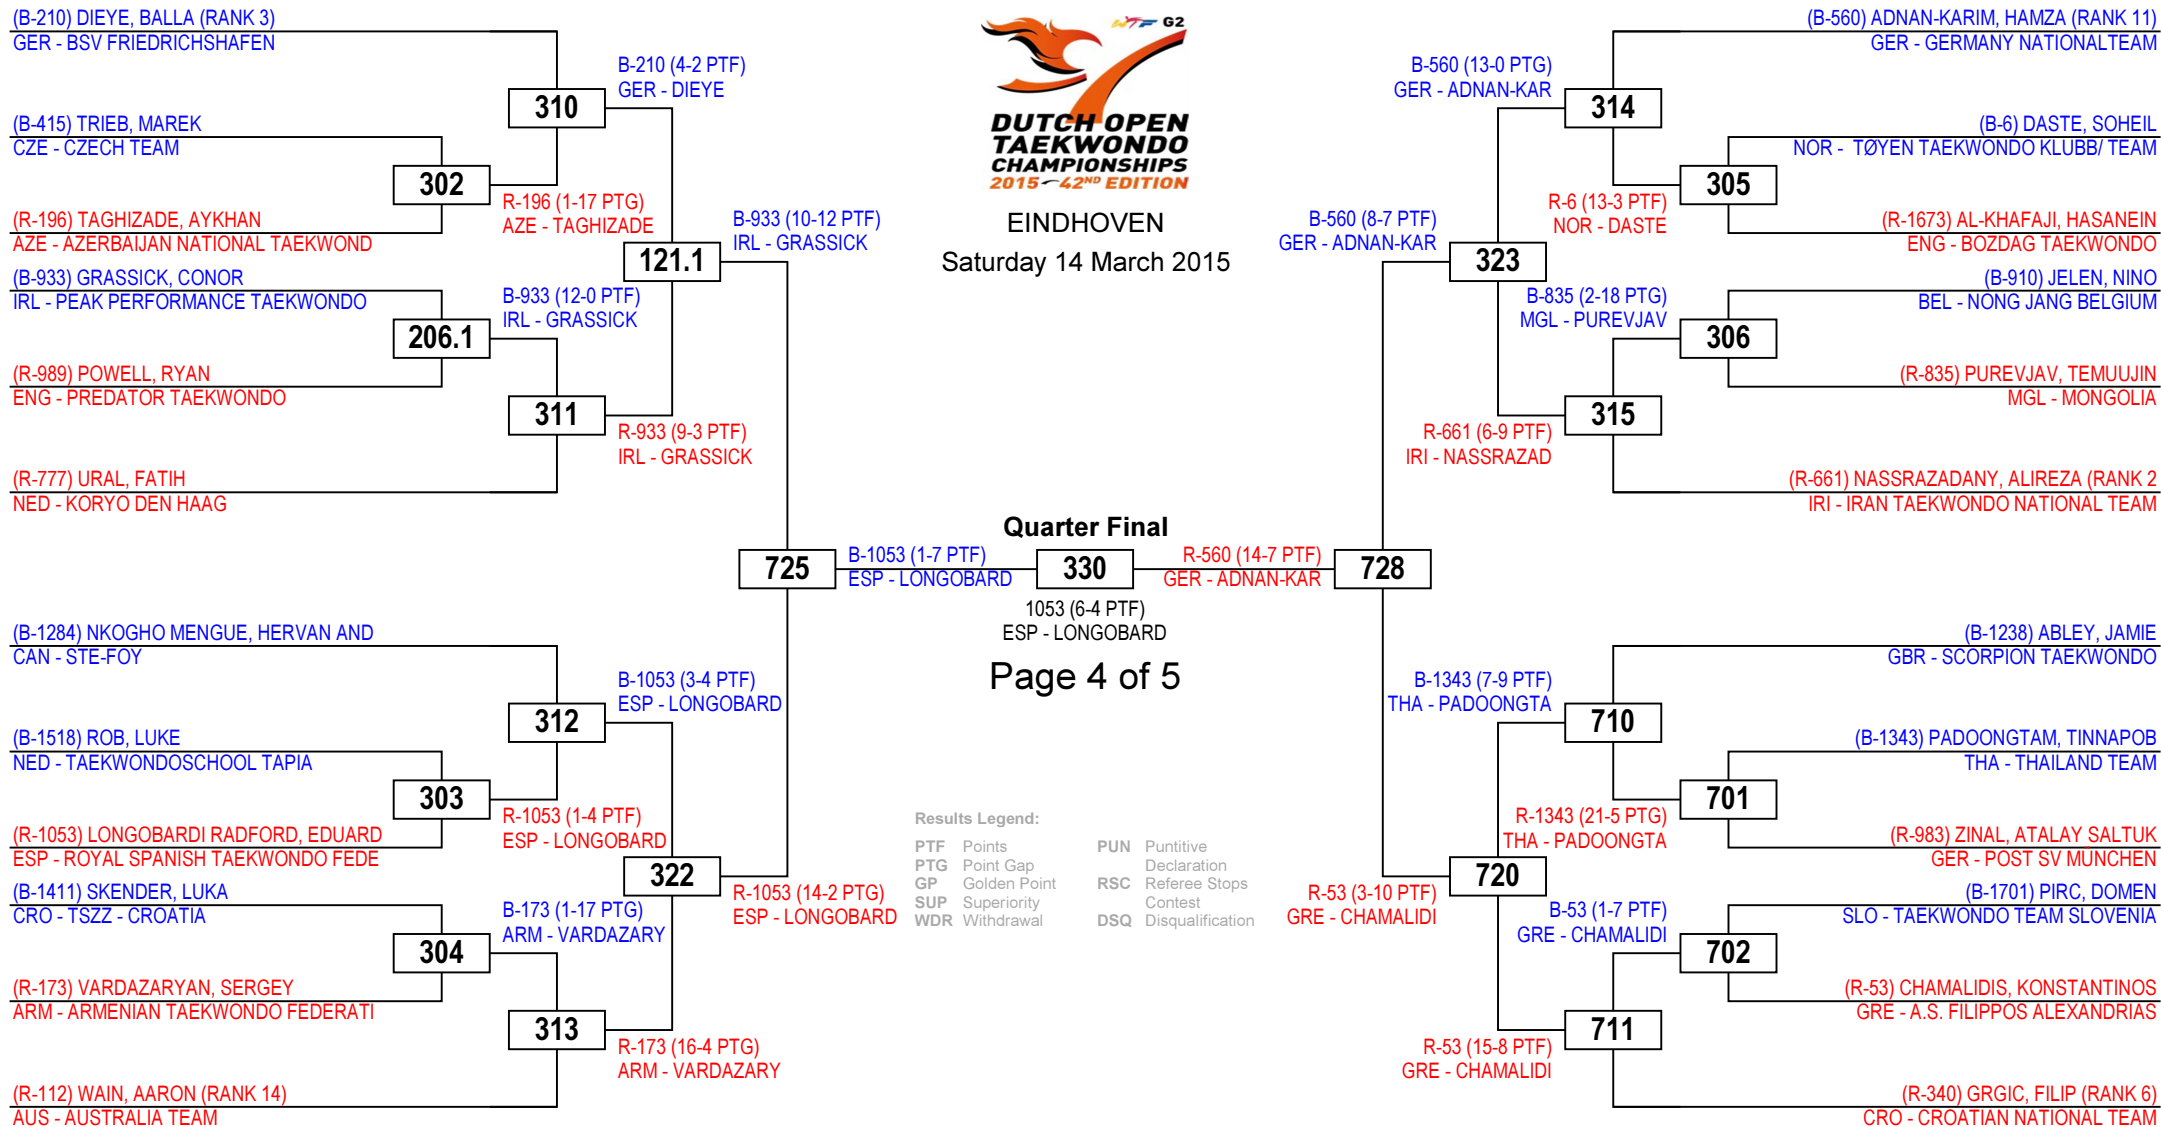 (B-210) DIEYE, BALLA (RANK 3)
GER - BSV FRIEDRICHSHAFEN
B-210 (4-2 PTF)
GER - DIEYE
310
(B-415) TRIEB, MAREK
CZE - CZECH TEAM
302
R-196 (1-17 PTG)
AZE - TAGHIZADE
(R-196) TAGHIZADE, AYKHAN
AZE - AZERBAIJAN NATIONAL TAEKWOND
B-933 (10-12 PTF)
IRL - GRASSICK
121.1
(B-933) GRASSICK, CONOR
IRL - PEAK PERFORMANCE TAEKWONDO
B-933 (12-0 PTF)
IRL - GRASSICK
206.1
(R-989) POWELL, RYAN
ENG - PREDATOR TAEKWONDO
311
R-933 (9-3 PTF)
IRL - GRASSICK
(R-777) URAL, FATIH
NED - KORYO DEN HAAG
725
B-1053 (1-7 PTF)
ESP - LONGOBARD
(B-1284) NKOGHO MENGUE, HERVAN AND
CAN - STE-FOY
B-1053 (3-4 PTF)
ESP - LONGOBARD
312
(B-1518) ROB, LUKE
NED - TAEKWONDOSCHOOL TAPIA
303
R-1053 (1-4 PTF)
ESP - LONGOBARD
(R-1053) LONGOBARDI RADFORD, EDUARD
ESP - ROYAL SPANISH TAEKWONDO FEDE
322
R-1053 (14-2 PTG)
ESP - LONGOBARD
(B-1411) SKENDER, LUKA
CRO - TSZZ - CROATIA
B-173 (1-17 PTG)
ARM - VARDAZARY
304
(R-173) VARDAZARYAN, SERGEY
ARM - ARMENIAN TAEKWONDO FEDERATI
313
R-173 (16-4 PTG)
ARM - VARDAZARY
(R-112) WAIN, AARON (RANK 14)
AUS - AUSTRALIA TEAM
WTF G2
DUTCH OPEN
TAEKWONDO
CHAMPIONSHIPS
2015 42ND EDITION
EINDHOVEN
Saturday 14 March 2015
Quarter Final
330
1053 (6-4 PTF)
ESP - LONGOBARD
Page 4 of 5
Results Legend:
PTF Points
PTG Point Gap
GP Golden Point
SUP Superiority
WDR Withdrawal
PUN Puntitive
Declaration
RSC Referee Stops
Contest
DSQ Disqualification
(B-560) ADNAN-KARIM, HAMZA (RANK 11)
GER - GERMANY NATIONALTEAM
B-560 (13-0 PTG)
GER - ADNAN-KAR
314
(B-6) DASTE, SOHEIL
NOR - TØYEN TAEKWONDO KLUBB/ TEAM
305
R-6 (13-3 PTF)
NOR - DASTE
(R-1673) AL-KHAFAJI, HASANEIN
ENG - BOZDAG TAEKWONDO
B-560 (8-7 PTF)
GER - ADNAN-KAR
323
(B-910) JELEN, NINO
BEL - NONG JANG BELGIUM
B-835 (2-18 PTG)
MGL - PUREVJAV
306
(R-835) PUREVJAV, TEMUUJIN
MGL - MONGOLIA
315
R-661 (6-9 PTF)
IRI - NASSRAZAD
(R-661) NASSRAZADANY, ALIREZA (RANK 2
IRI - IRAN TAEKWONDO NATIONAL TEAM
R-560 (14-7 PTF)
GER - ADNAN-KAR
728
(B-1238) ABLEY, JAMIE
GBR - SCORPION TAEKWONDO
B-1343 (7-9 PTF)
THA - PADOONGTA
710
(B-1343) PADOONGTAM, TINNAPOB
THA - THAILAND TEAM
701
R-1343 (21-5 PTG)
THA - PADOONGTA
(R-983) ZINAL, ATALAY SALTUK
GER - POST SV MUNCHEN
720
R-53 (3-10 PTF)
GRE - CHAMALIDI
(B-1701) PIRC, DOMEN
SLO - TAEKWONDO TEAM SLOVENIA
B-53 (1-7 PTF)
GRE - CHAMALIDI
702
(R-53) CHAMALIDIS, KONSTANTINOS
GRE - A.S. FILIPPOS ALEXANDRIAS
711
R-53 (15-8 PTF)
GRE - CHAMALIDI
(R-340) GRGIC, FILIP (RANK 6)
CRO - CROATIAN NATIONAL TEAM